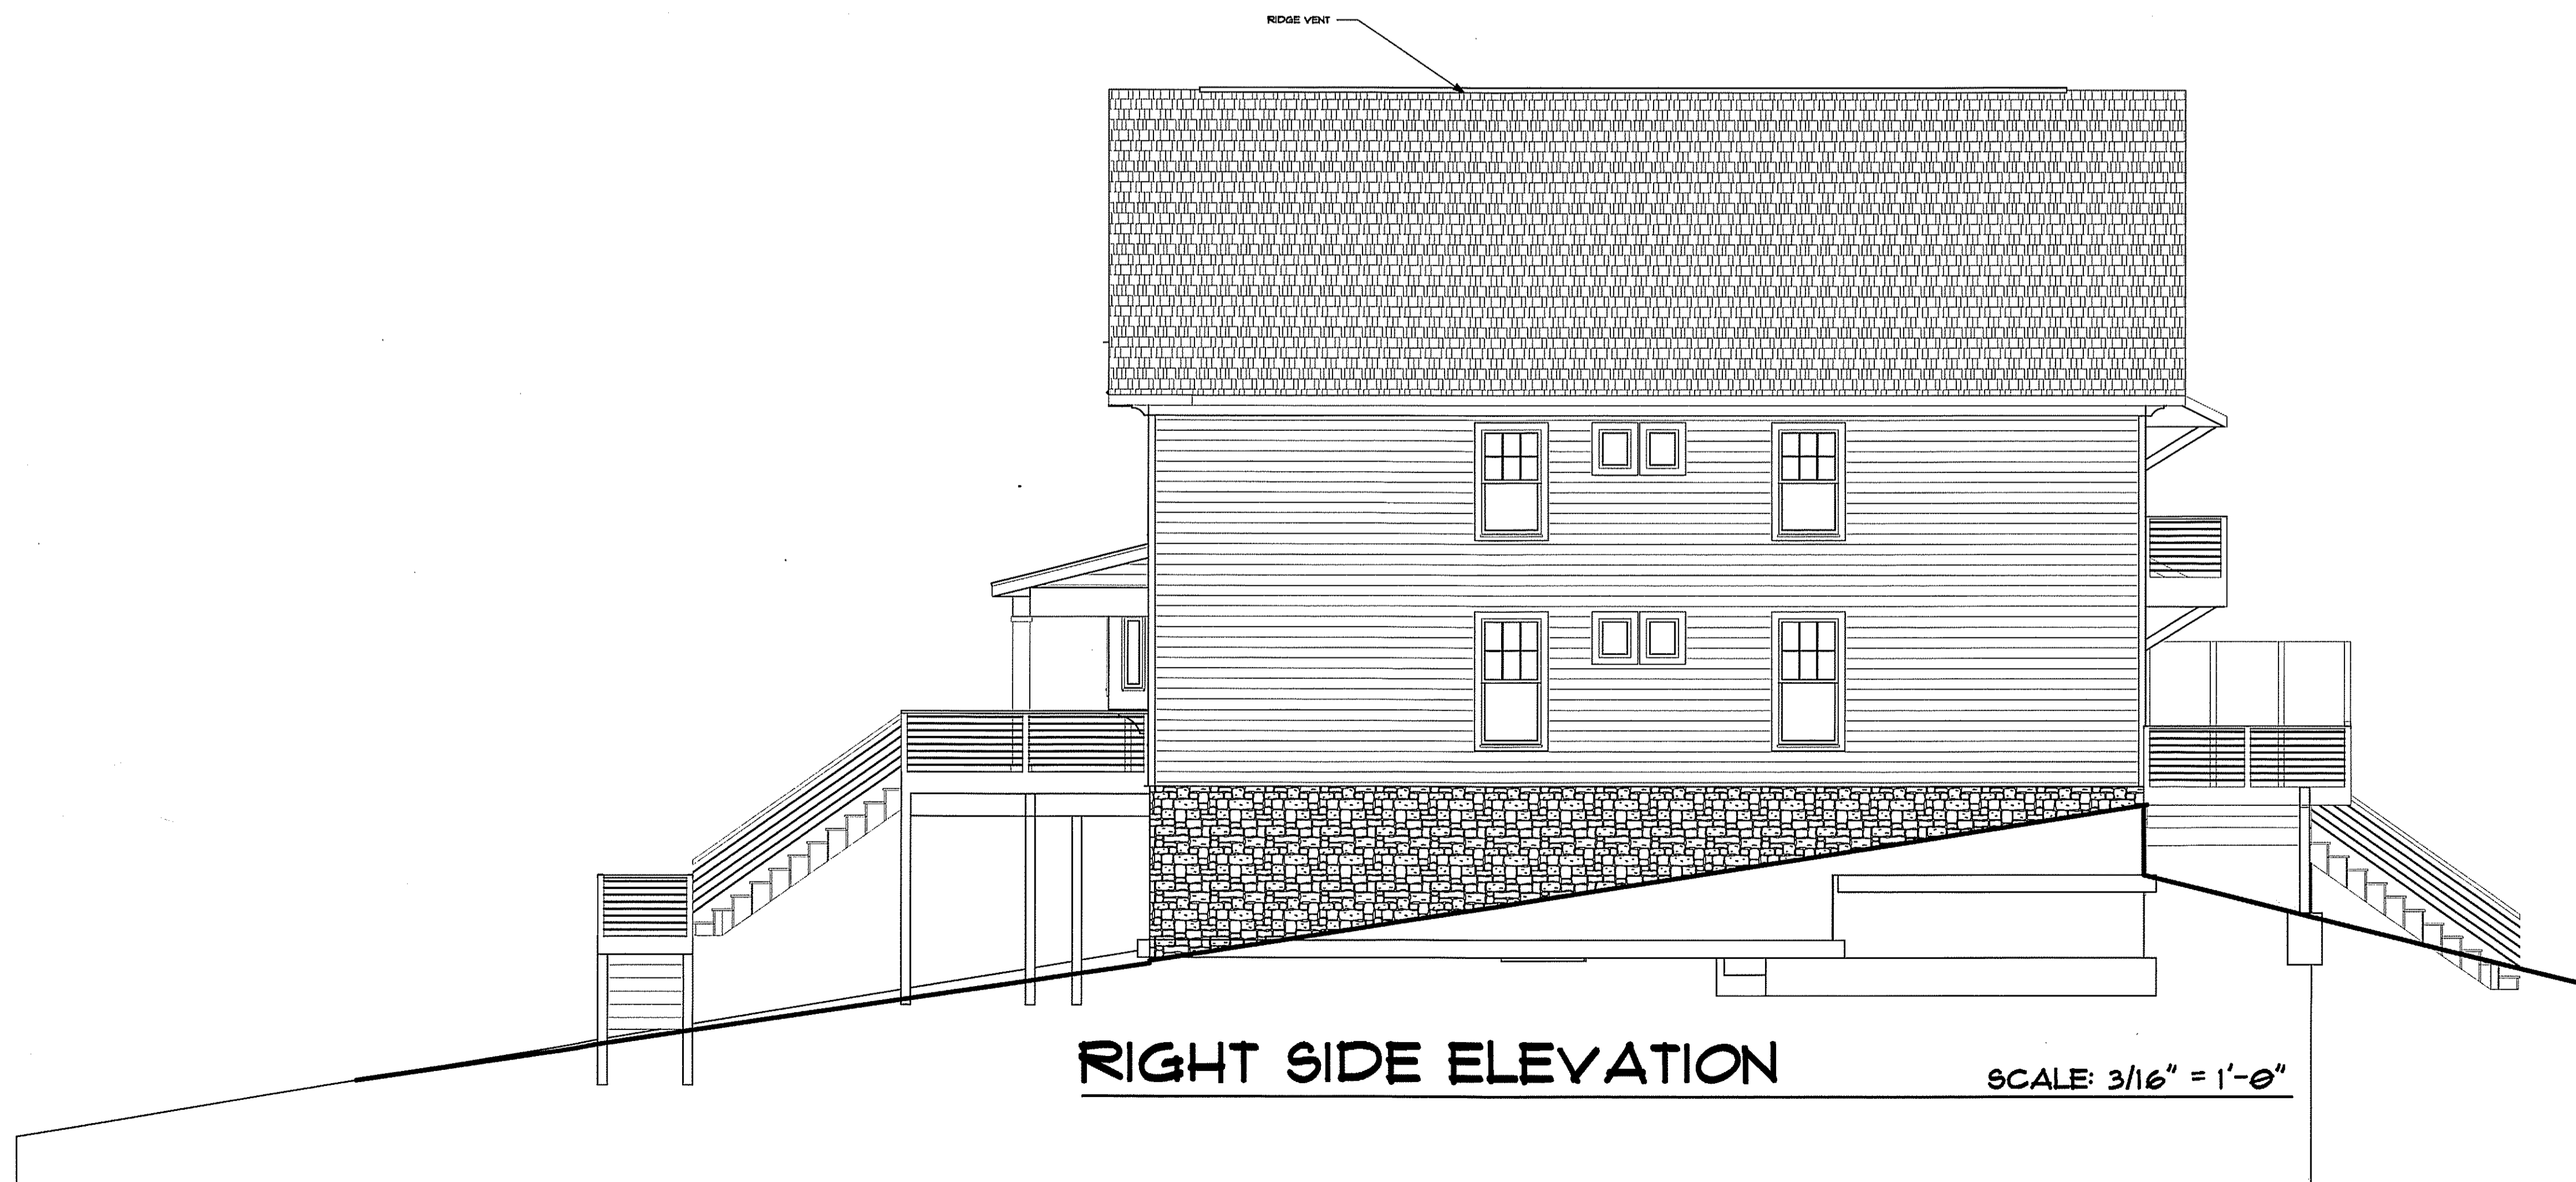 RIDGE VENT
RIGHT SIDE ELEVATION
SCALE: 3/16" = 1'-0"